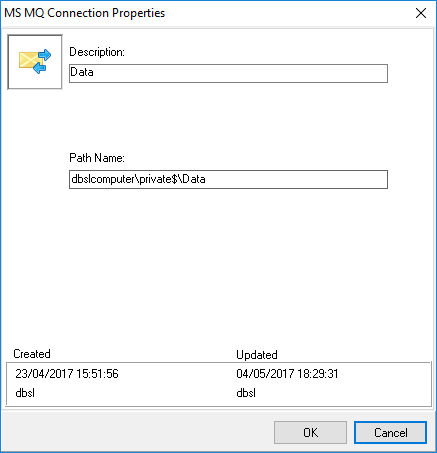 MS MQ Connection Properties
Description:
Data
Path Name:
dbslcomputer\private$\Data
Created
Updated
23/04/2017 15:51:56
04/05/2017 18:29:31
dbsl
dbsl
OK
Cancel